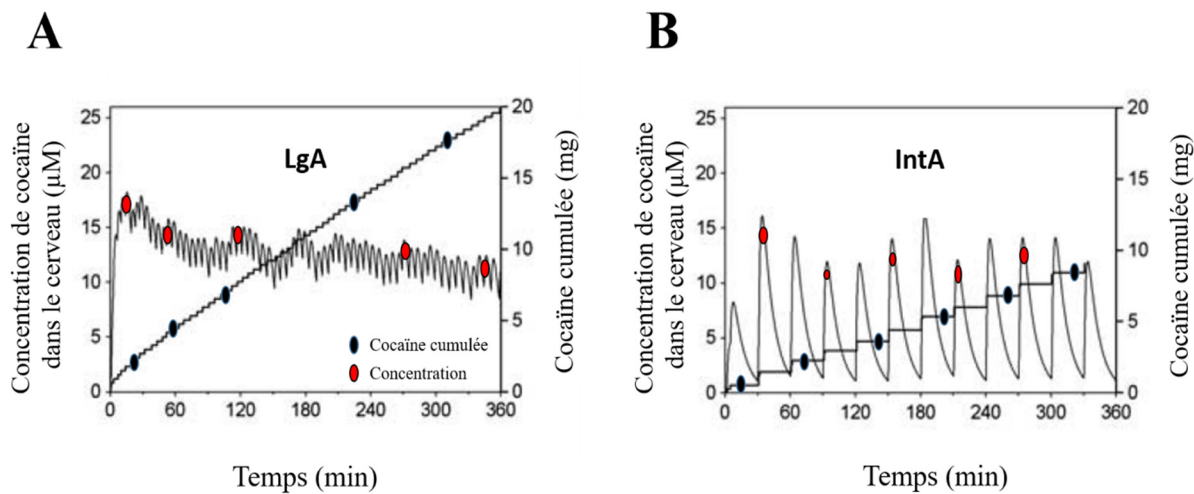 A
Concentration de cocaïne
dans le cerveau (µM)
25
20
15
10
5
0
LgA
Cocaïne cumulée
Concentration
20
15
10
5
0
Cocaïne cumulée (mg)
0 60 120 180 240 300 360
Temps (min)
B
Concentration de cocaïne
dans le cerveau (µM)
25
20
15
10
5
0
IntA
20
15
10
5
0
Cocaïne cumulée (mg)
0 60 120 180 240 300 360
Temps (min)